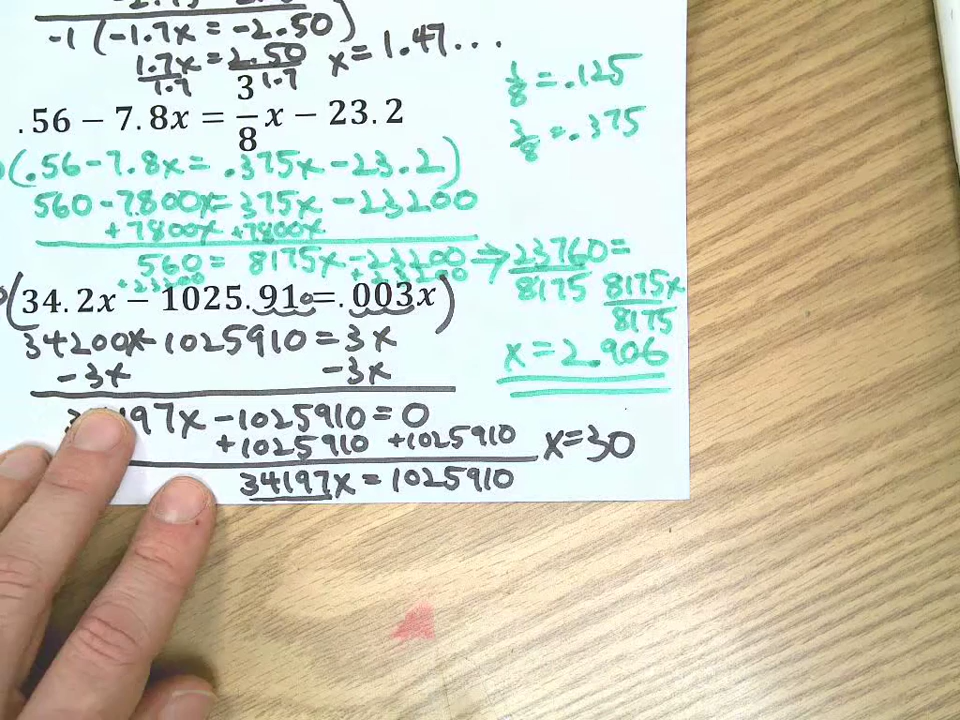 -1 (-1.7x = -2.50)
1.7x = 2.50
1.7 1.7
x = 1.47...
.56 − 7.8x = 3/8 x − 23.2
1/8 = .125
3/8 = .375
(.56 - 7.8x = .375x - 23.2)
560 - 7800x = 375x - 23200
+7800x +7800x
560 = 8175x - 23200
+23200 +23200
→ 23760 = 8175x
8175 8175
x = 2.906
(34.2x − 1025.910 = .003x)
34200x - 1025910 = 3x
-3x -3x
197x - 1025910 = 0
+1025910 +1025910
34197x = 1025910
x = 30